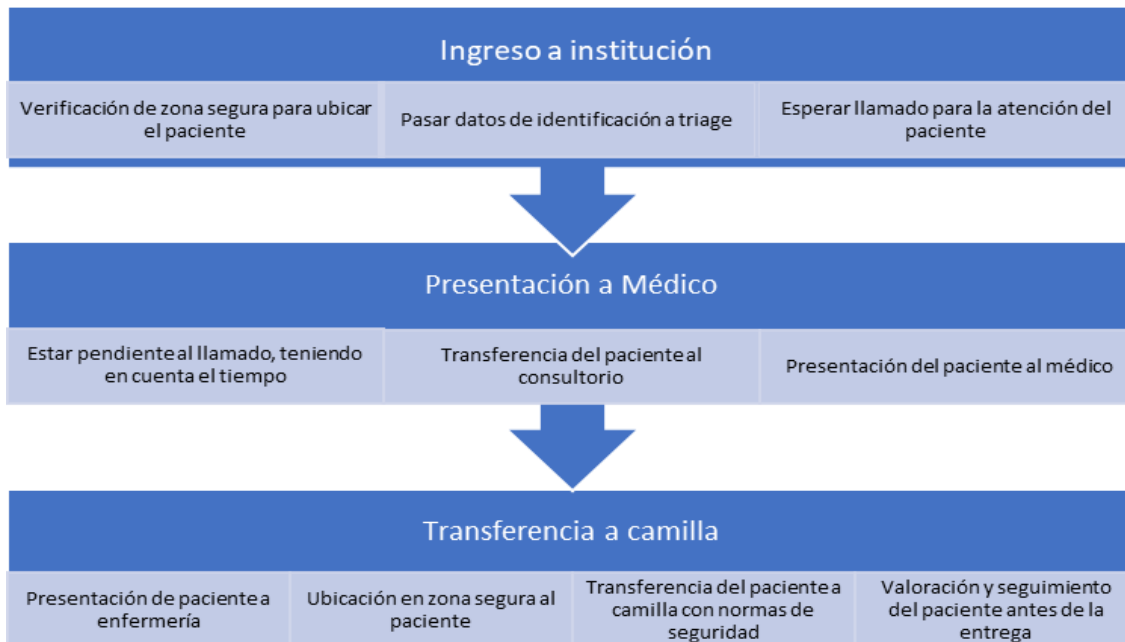 Ingreso a institución
Verificación de zona segura para ubicar
el paciente
Pasar datos de identificación a triage
Esperar llamado para la atención del
paciente
Presentación a Médico
Estar pendiente al llamado, teniendo
en cuenta el tiempo
Transferencia del paciente al
consultorio
Presentación del paciente al médico
Transferencia a camilla
Presentación de paciente a
enfermería
Ubicación en zona segura al
paciente
Transferencia del paciente a
camilla con normas de
seguridad
Valoración y seguimiento
del paciente antes de la
entrega